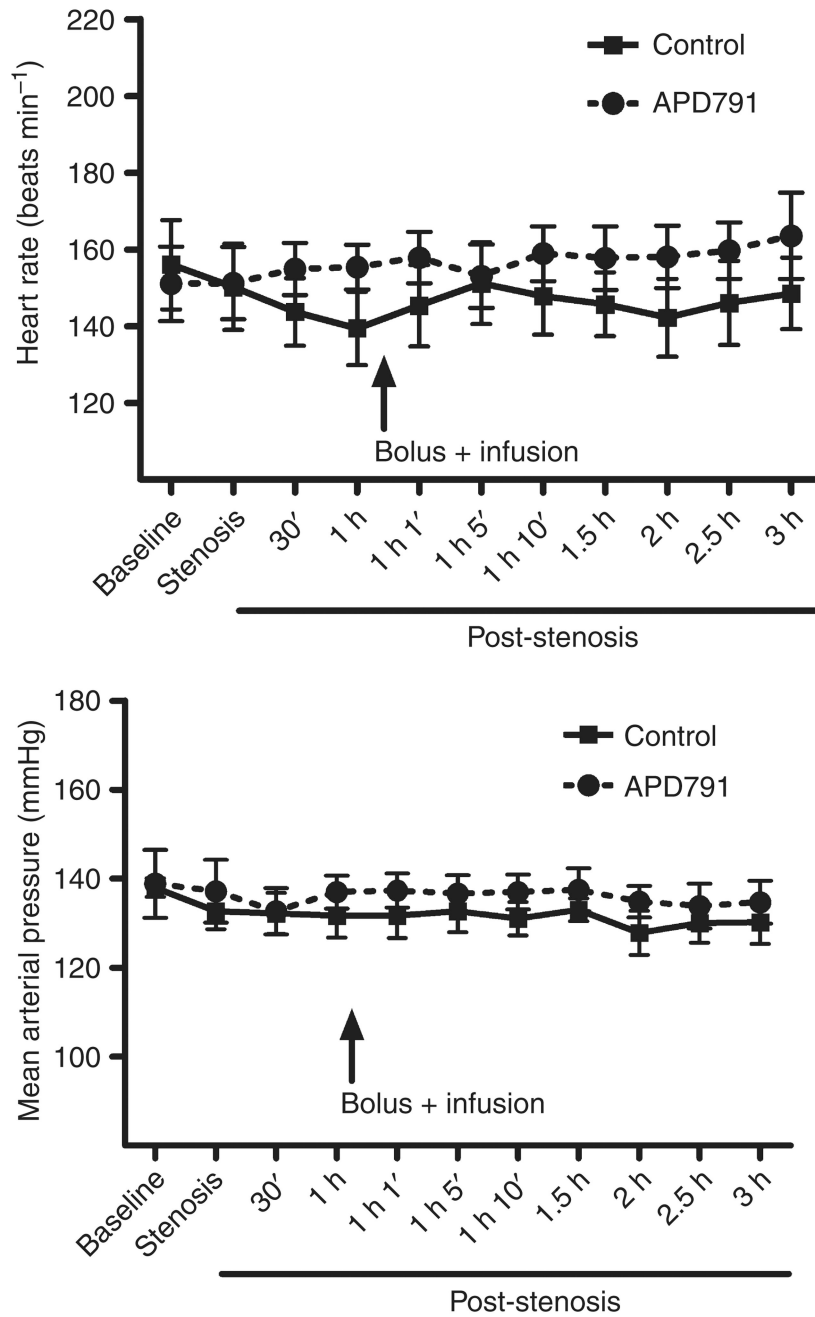 220
200
180
160
140
120
Heart rate (beats min⁻¹)
Control
APD791
Bolus + infusion
Baseline
Stenosis
30′
1 h
1 h 1′
1 h 5′
1 h 10′
1.5 h
2 h
2.5 h
3 h
Post-stenosis
180
160
140
120
100
Mean arterial pressure (mmHg)
Control
APD791
Bolus + infusion
Baseline
Stenosis
30′
1 h
1 h 1′
1 h 5′
1 h 10′
1.5 h
2 h
2.5 h
3 h
Post-stenosis